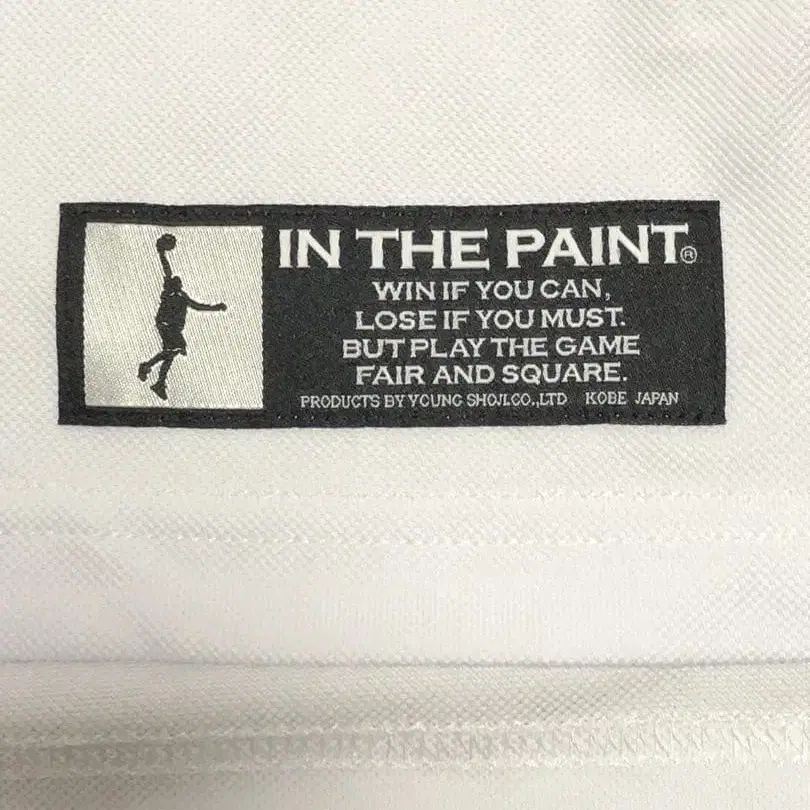 IN THE PAINT®
WIN IF YOU CAN,
LOSE IF YOU MUST.
BUT PLAY THE GAME
FAIR AND SQUARE.
PRODUCTS BY YOUNG SHOJI.CO.,LTD KOBE JAPAN